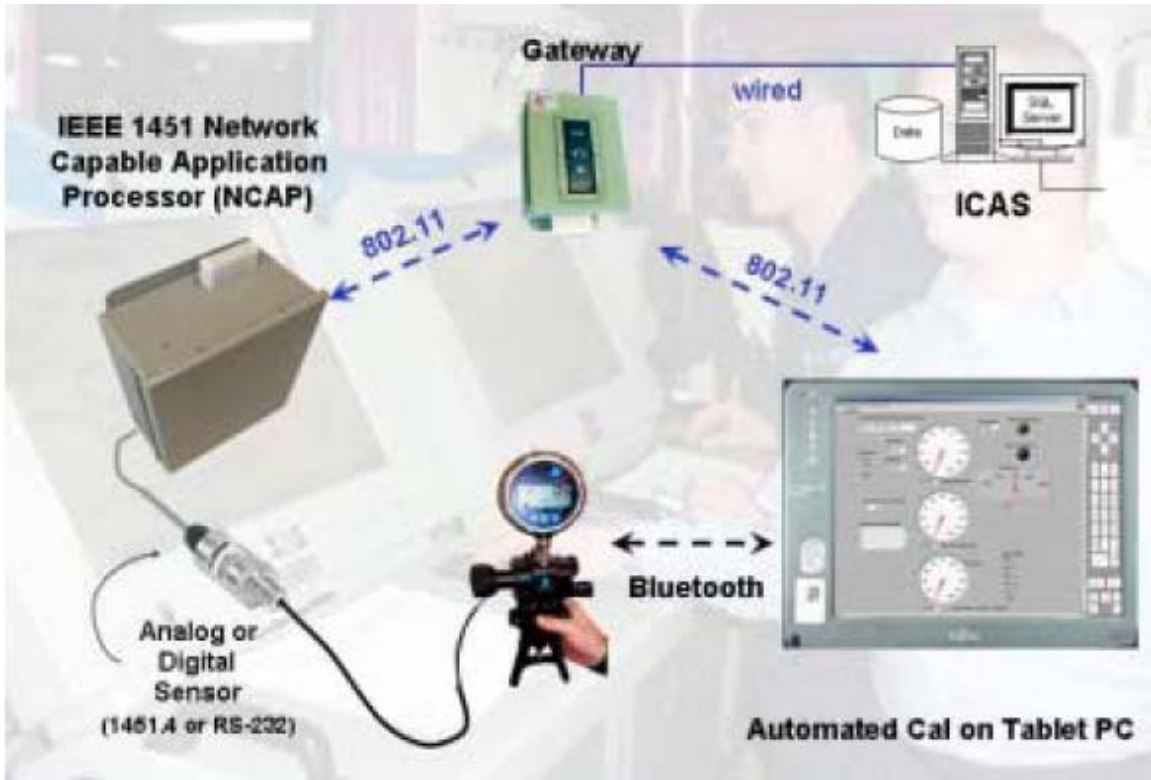 Gateway
wired
IEEE 1451 Network
Capable Application
Processor (NCAP)
Data
SQL
Server
ICAS
802.11
802.11
Bluetooth
Analog or
Digital
Sensor
(1451.4 or RS-232)
Automated Cal on Tablet PC